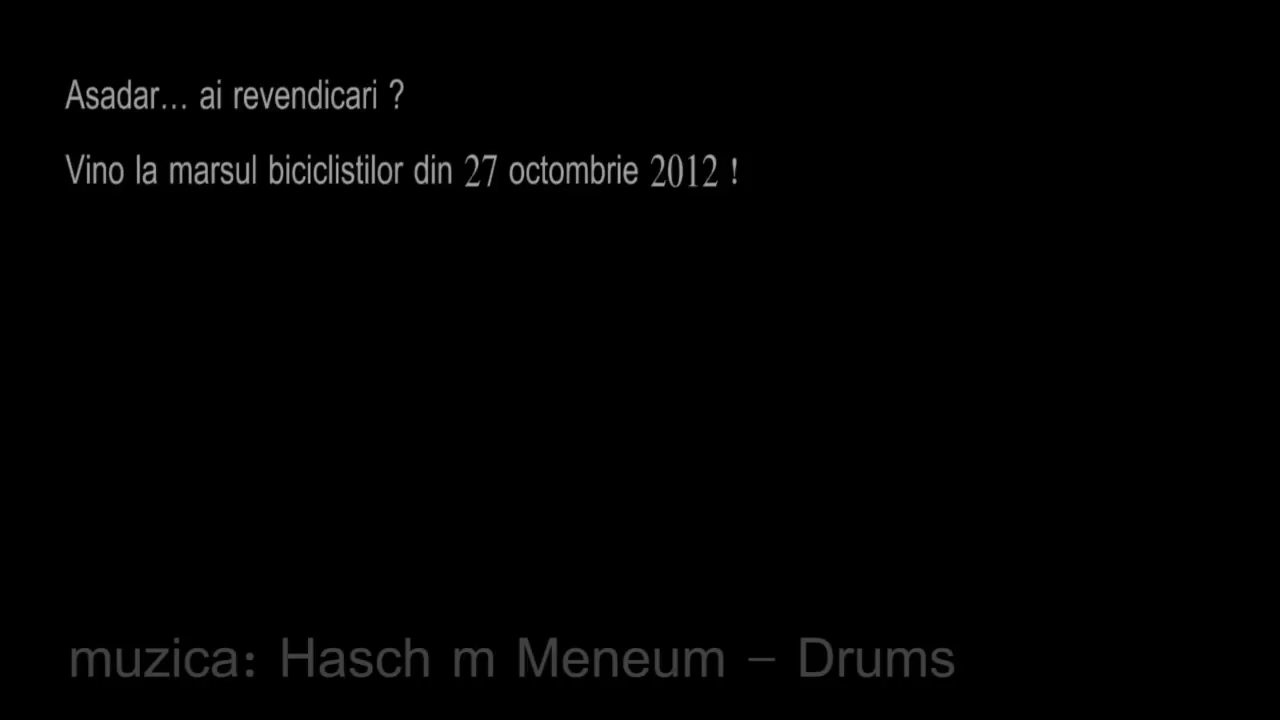 Asadar... ai revendicari ?
Vino la marsul biciclistilor din 27 octombrie 2012 !
muzica: Hasch m Meneum – Drums